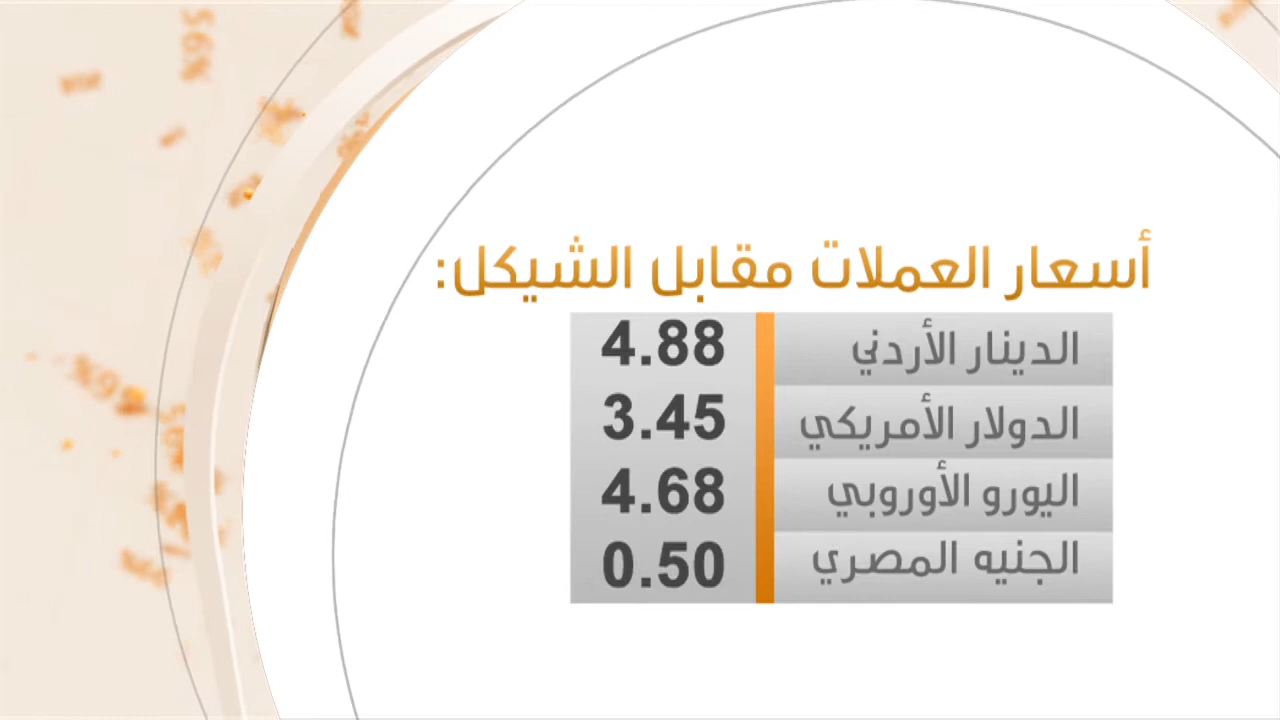 أسعار العملات مقابل الشيكل:
الدينار الأردني 4.88
الدولار الأمريكي 3.45
اليورو الأوروبي 4.68
الجنيه المصري 0.50